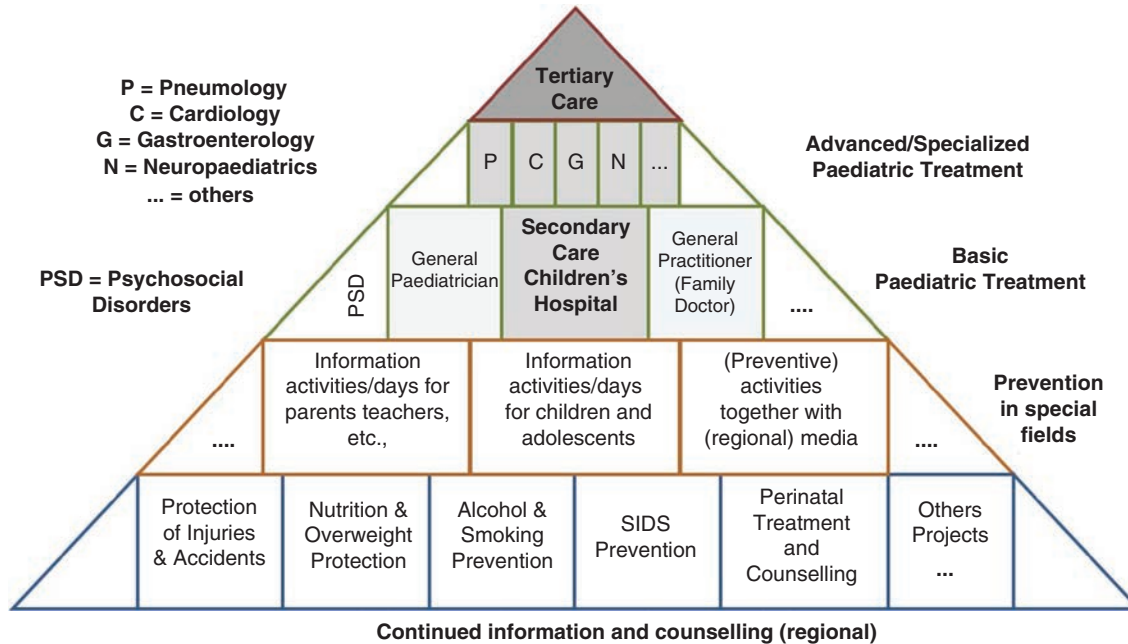 Tertiary
Care
P = Pneumology
C = Cardiology
G = Gastroenterology
N = Neuropaediatrics
... = others
P
C
G
N
...
Advanced/Specialized
Paediatric Treatment
PSD = Psychosocial
Disorders
PSD
General
Paediatrician
Secondary
Care
Children's
Hospital
General
Practitioner
(Family
Doctor)
....
Basic
Paediatric Treatment
....
Information
activities/days for
parents teachers,
etc.,
Information
activities/days
for children and
adolescents
(Preventive)
activities
together with
(regional) media
....
Prevention
in special
fields
Protection
of Injuries
& Accidents
Nutrition &
Overweight
Protection
Alcohol &
Smoking
Prevention
SIDS
Prevention
Perinatal
Treatment
and
Counselling
Others
Projects
...
Continued information and counselling (regional)